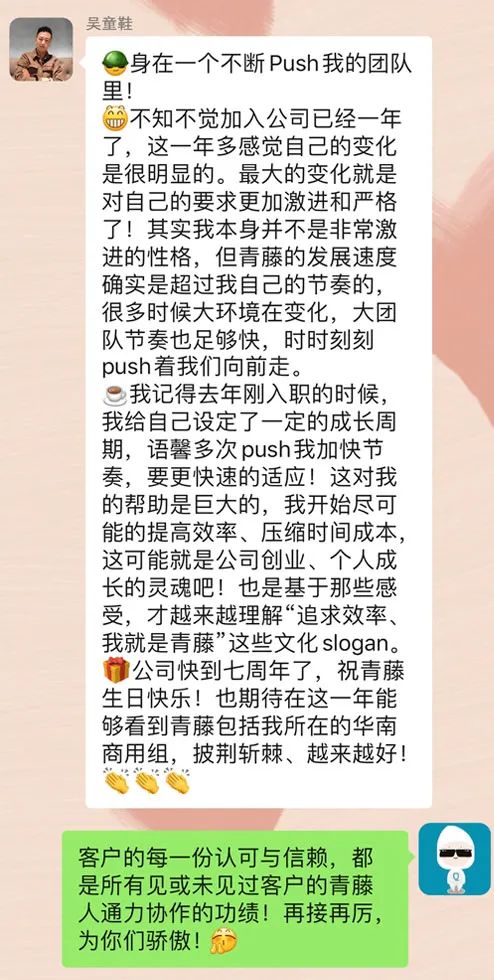 吴童鞋
身在一个不断Push我的团队
里！
不知不觉加入公司已经一年
了，这一年多感觉自己的变化
是很明显的。最大的变化就是
对自己的要求更加激进和严格
了！其实我本身并不是非常激
进的性格，但青藤的发展速度
确实是超过我自己的节奏的，
很多时候大环境在变化，大团
队节奏也足够快，时时刻刻
push着我们向前走。
☕我记得去年刚入职的时候，
我给自己设定了一定的成长周
期，语馨多次push我加快节
奏，要更快速的适应！这对我
的帮助是巨大的，我开始尽可
能的提高效率、压缩时间成本，
这可能就是公司创业、个人成
长的灵魂吧！也是基于那些感
受，才越来越理解“追求效率、
我就是青藤”这些文化slogan。
🎁公司快到七周年了，祝青藤
生日快乐！也期待在这一年能
够看到青藤包括我所在的华南
商用组，披荆斩棘、越来越好！
👏👏👏
客户的每一份认可与信赖，都
是所有见或未见过客户的青藤
人通力协作的功绩！再接再厉，
为你们骄傲！